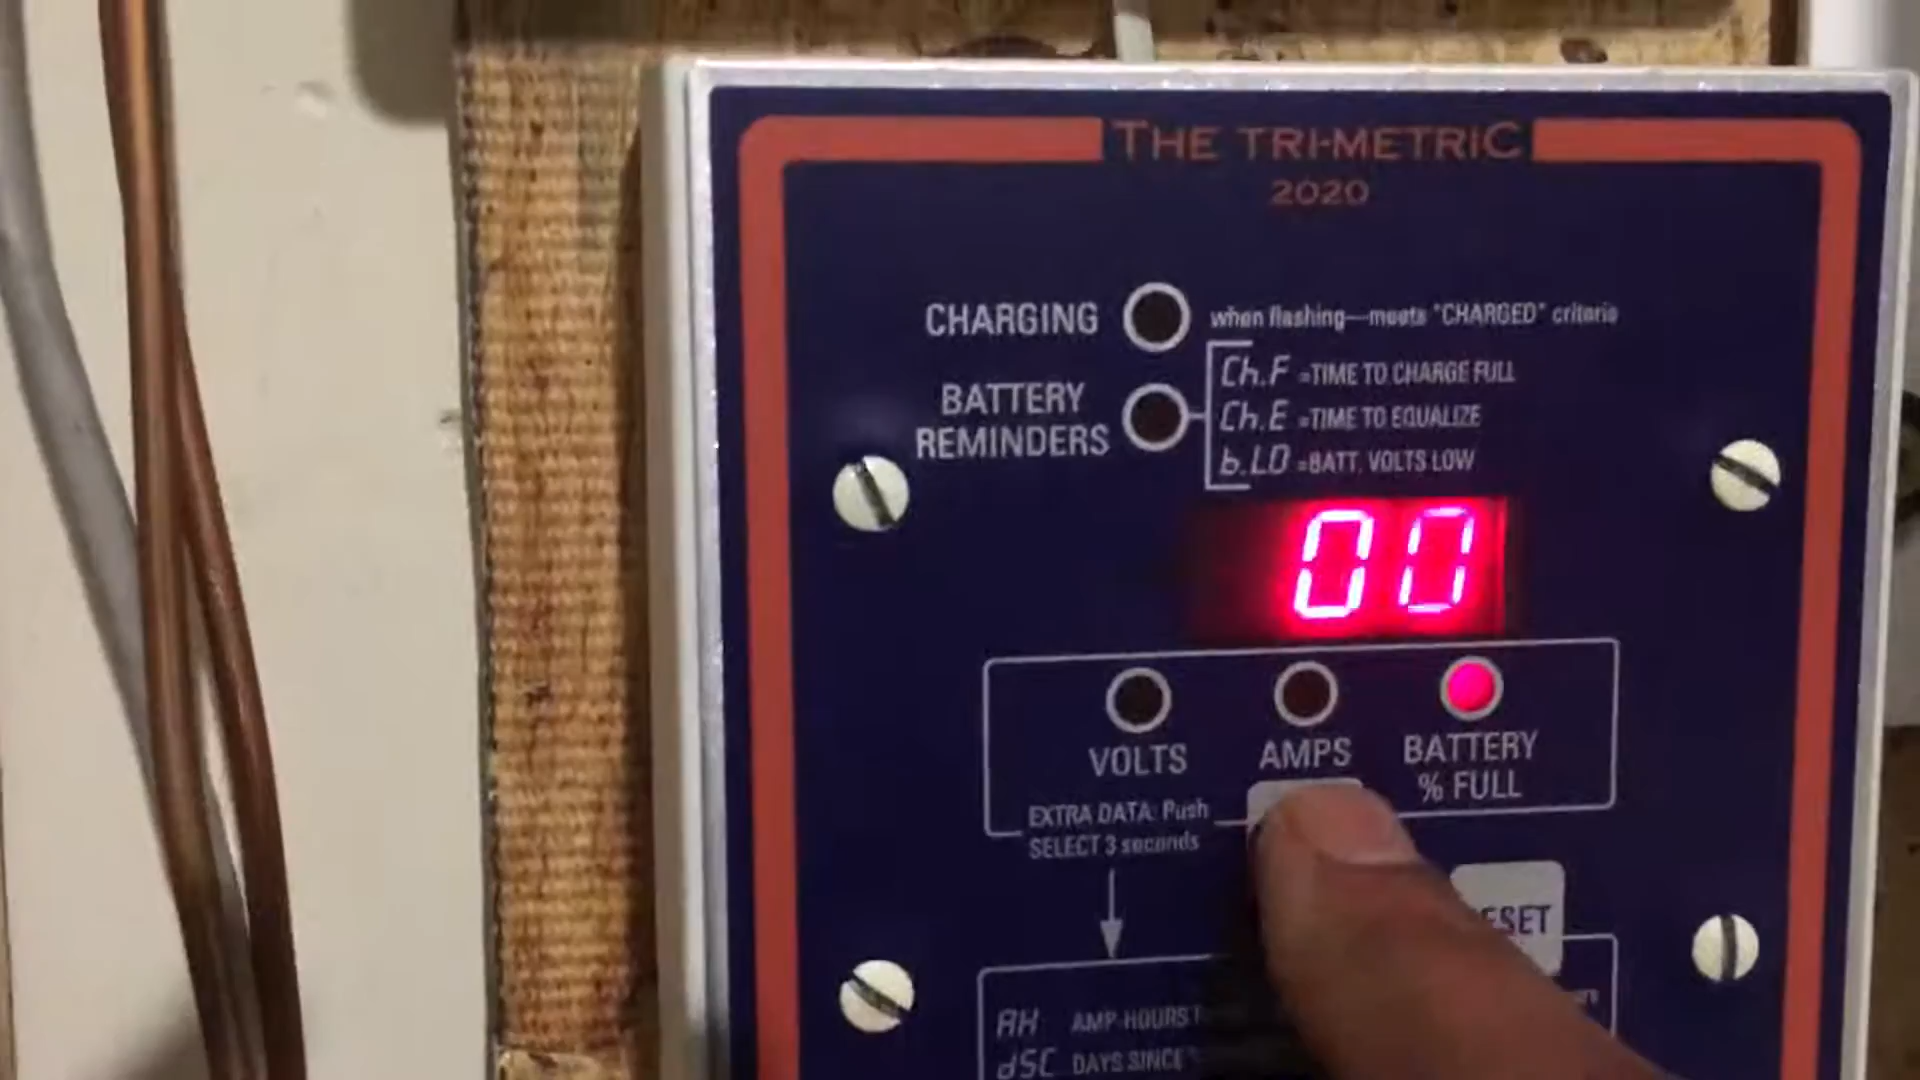 THE TRI-METRIC
2020
CHARGING
when flashing—meets "CHARGED" criteria
Ch.F =TIME TO CHARGE FULL
BATTERY REMINDERS
Ch.E =TIME TO EQUALIZE
b.LO =BATT. VOLTS LOW
00
VOLTS
AMPS
BATTERY % FULL
EXTRA DATA: Push
SELECT 3 seconds
AH AMP-HOURS
dSC DAYS SINCE